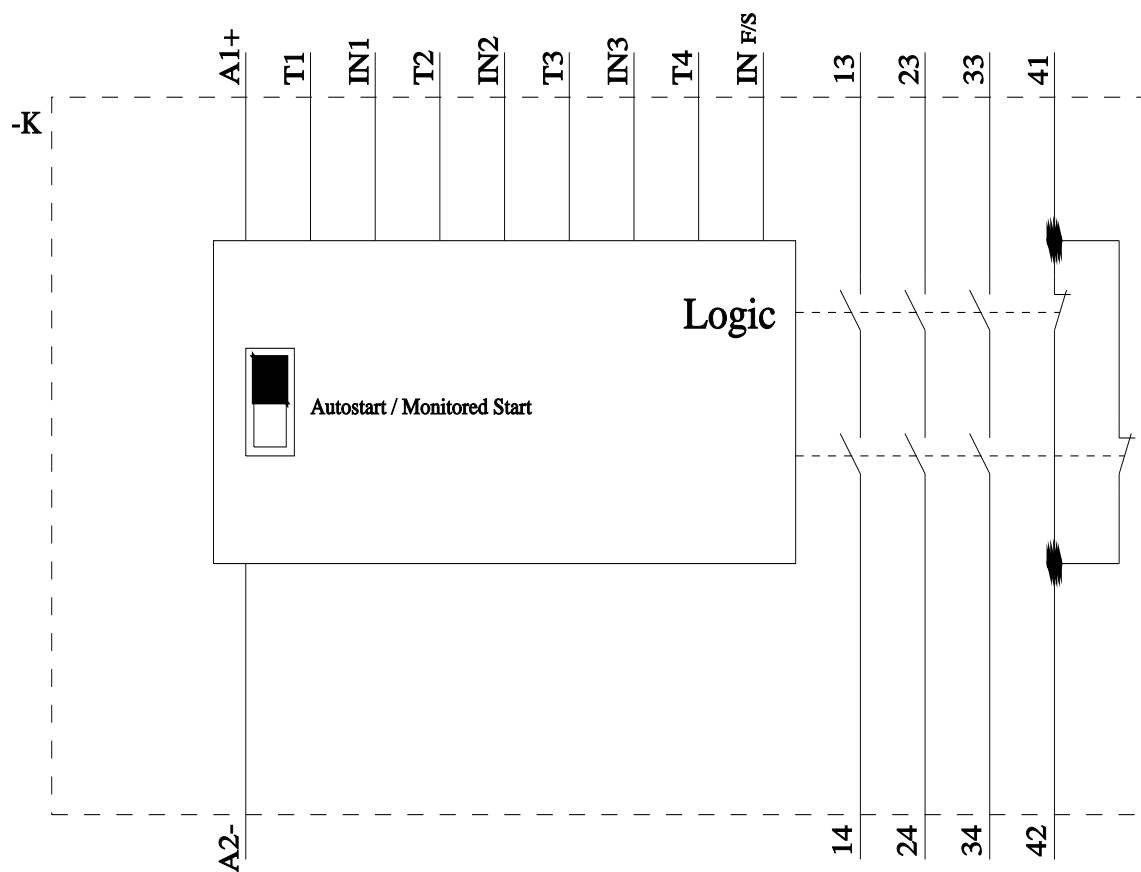 A1+
T1
IN1
T2
IN2
T3
IN3
T4
IN F/S
13
23
33
41
-K
Logic
Autostart / Monitored Start
A2-
14
24
34
42